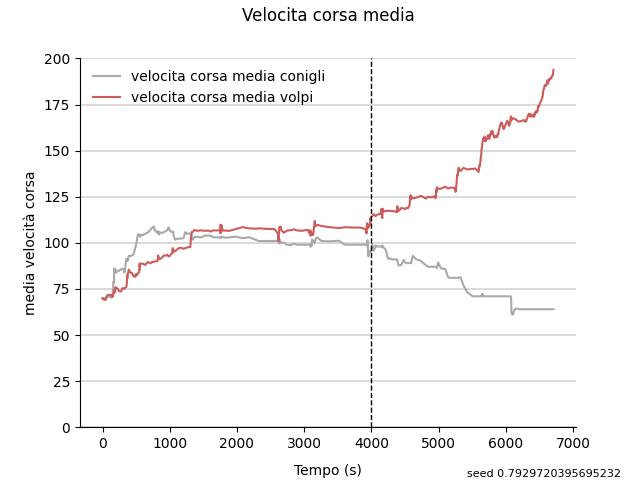 Velocita corsa media
velocita corsa media conigli
velocita corsa media volpi
media velocità corsa
200
175
150
125
100
75
50
25
0
0 1000 2000 3000 4000 5000 6000 7000
Tempo (s)
seed 0.7929720395695232